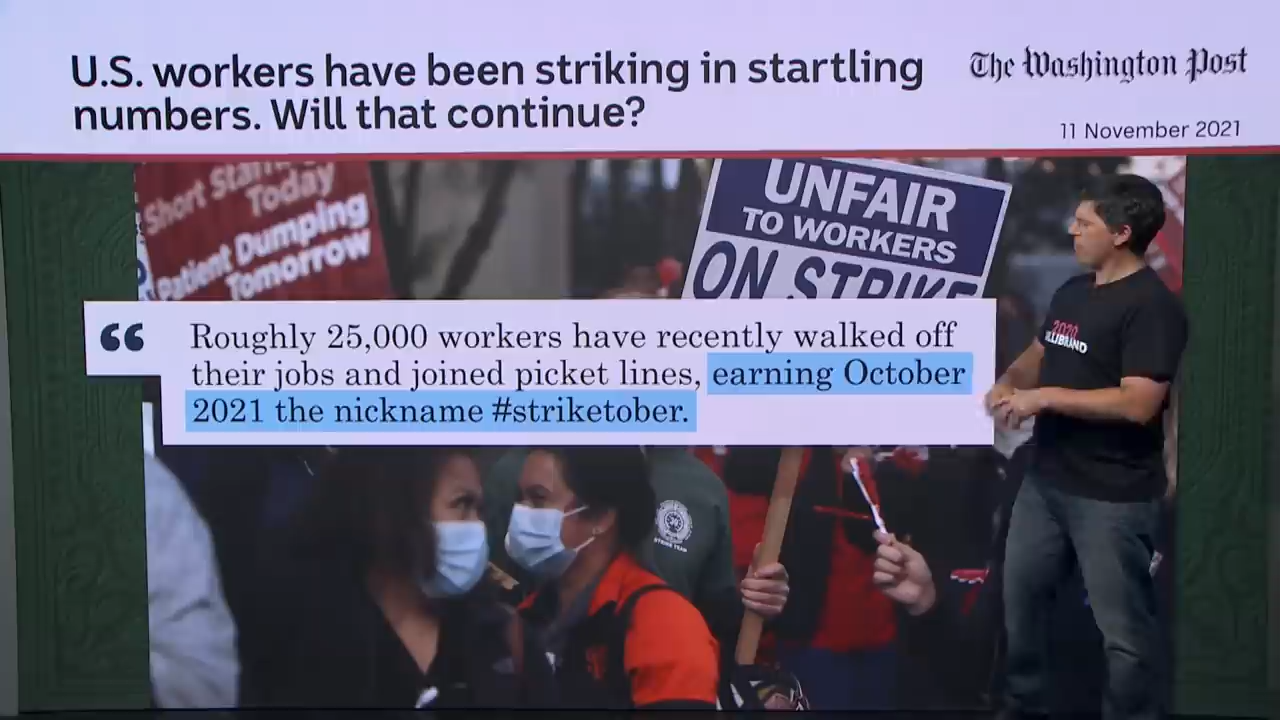 U.S. workers have been striking in startling
numbers. Will that continue?
The Washington Post
11 November 2021
Short
Today
Patient Dumping
Tomorrow
UNFAIR
TO WORKERS
ON STRIKE
“
Roughly 25,000 workers have recently walked off
their jobs and joined picket lines, earning October
2021 the nickname #striketober.
2020